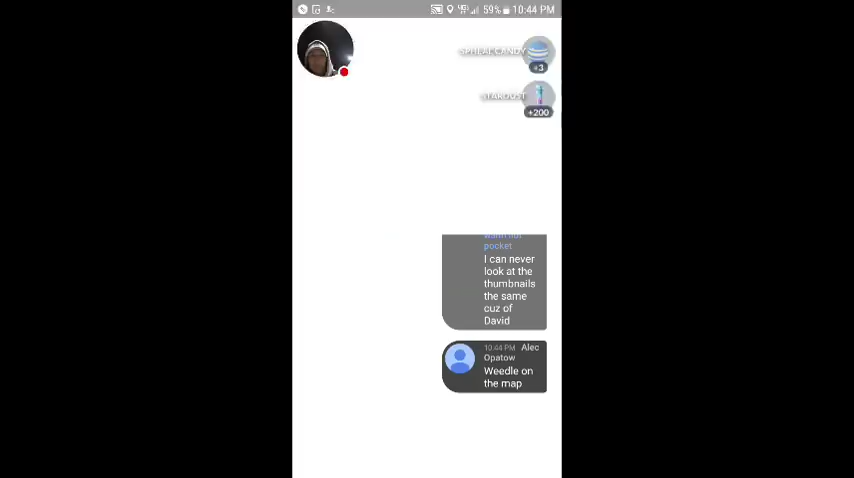 59% 10:44 PM
SPHEAL CANDY
+3
STARDUST
+200
pocket
I can never
look at the
thumbnails
the same
cuz of
David
10:44 PM Alec
Opatow
Weedle on
the map